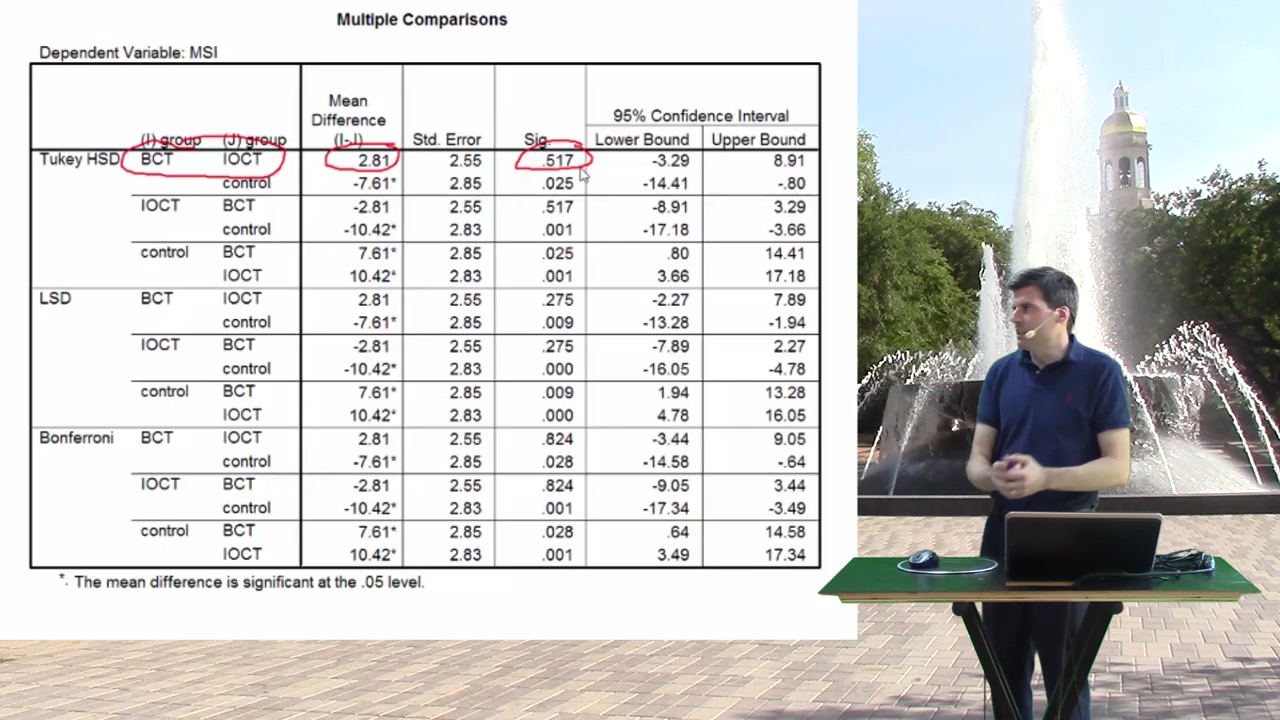 Multiple Comparisons
Dependent Variable: MSI
Mean
Difference
95% Confidence Interval
(I) group (J) group (I-J) Std. Error Sig. Lower Bound Upper Bound
Tukey HSD BCT IOCT 2.81 2.55 .517 -3.29 8.91
control -7.61* 2.85 .025 -14.41 -.80
IOCT BCT -2.81 2.55 .517 -8.91 3.29
control -10.42* 2.83 .001 -17.18 -3.66
control BCT 7.61* 2.85 .025 .80 14.41
IOCT 10.42* 2.83 .001 3.66 17.18
LSD BCT IOCT 2.81 2.55 .275 -2.27 7.89
control -7.61* 2.85 .009 -13.28 -1.94
IOCT BCT -2.81 2.55 .275 -7.89 2.27
control -10.42* 2.83 .000 -16.05 -4.78
control BCT 7.61* 2.85 .009 1.94 13.28
IOCT 10.42* 2.83 .000 4.78 16.05
Bonferroni BCT IOCT 2.81 2.55 .824 -3.44 9.05
control -7.61* 2.85 .028 -14.58 -.64
IOCT BCT -2.81 2.55 .824 -9.05 3.44
control -10.42* 2.83 .001 -17.34 -3.49
control BCT 7.61* 2.85 .028 .64 14.58
IOCT 10.42* 2.83 .001 3.49 17.34
*. The mean difference is significant at the .05 level.